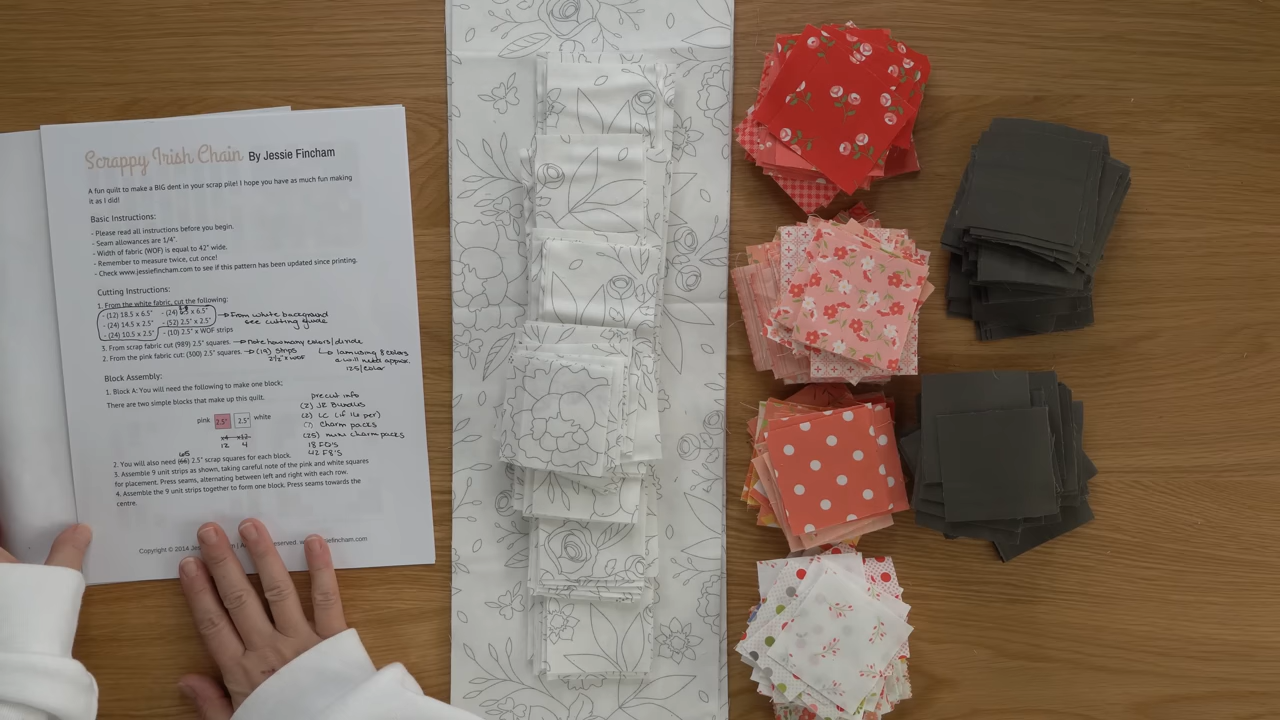 Scrappy Irish Chain By Jessie Fincham
A fun quilt to make a BIG dent in your scrap pile! I hope you have as much fun making
it as I did!
Basic Instructions:
- Please read all instructions before you begin.
- Seam allowances are 1/4".
- Width of fabric (WOF) is equal to 42" wide.
- Remember to measure twice, cut once!
- Check www.jessiefincham.com to see if this pattern has been updated since printing.
Cutting Instructions:
1. From the white fabric, cut the following:
- (12) 18.5 x 6.5" - (24) x 6.5"
- (24) 14.5 x 2.5" - (52) 2.5" x 2.5"
- (24) 10.5 x 2.5" - (10) 2.5" x WOF strips
→ From white background
see cutting guide
3. From scrap fabric cut (989) 2.5" squares. → Note how many colors/divide
2. From the pink fabric cut: (300) 2.5" squares. → (19) strips
2½" x WOF
I am using 8 colors
& will need approx.
125/color
Block Assembly:
1. Block A: You will need the following to make one block;
There are two simple blocks that make up this quilt.
pink 2.5" 2.5" white
12 4
precut info
(2) JR Bundles
(2) LC (if 42 per)
(7) charm packs
(25) mini charm packs
18 FQ'S
42 F8'S
65
2. You will also need (66) 2.5" scrap squares for each block.
3. Assemble 9 unit strips as shown, taking careful note of the pink and white squares
for placement. Press seams, alternating between left and right with each row.
4. Assemble the 9 unit strips together to form one block. Press seams towards the
centre.
Copyright © 2014